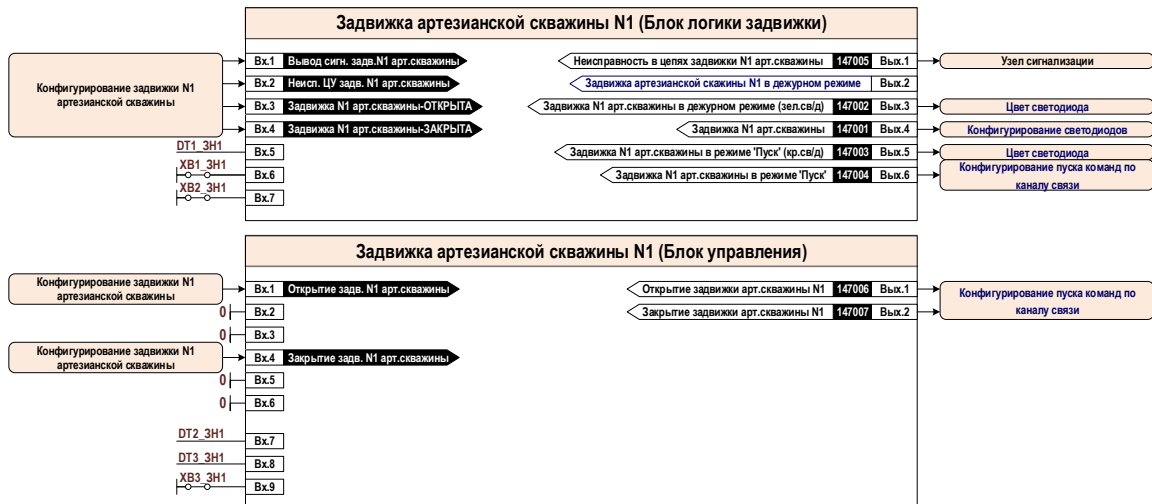 Задвижка артезианской скважины N1 (Блок логики задвижки)
Конфигурирование задвижки N1
артезианской скважины
Вх.1 Вывод сигн. задв.N1 арт.скважины
Неисправность в цепях задвижки N1 арт.скважины 147005 Вых.1
Узел сигнализации
Вх.2 Неисп. ЦУ задв. N1 арт.скважины
Задвижка артезианской скажины N1 в дежурном режиме Вых.2
Вх.3 Задвижка N1 арт.скважины-ОТКРЫТА
Задвижка N1 арт.скважины в дежурном режиме (зел.св/д) 147002 Вых.3
Цвет светодиода
Вх.4 Задвижка N1 арт.скважины-ЗАКРЫТА
Задвижка N1 арт.скважины 147001 Вых.4
Конфигурирование светодиодов
DT1_ЗН1 Вх.5
Задвижка N1 арт.скважины в режиме 'Пуск' (кр.св/д) 147003 Вых.5
Цвет светодиода
XB1_ЗН1 Вх.6
Задвижка N1 арт.скважины в режиме 'Пуск' 147004 Вых.6
Конфигурирование пуска команд по
каналу связи
XB2_ЗН1 Вх.7
Задвижка артезианской скважины N1 (Блок управления)
Конфигурирование задвижки N1
артезианской скважины
Вх.1 Открытие задв. N1 арт.скважины
Открытие задвижки арт.скважины N1 147006 Вых.1
Конфигурирование пуска команд по
каналу связи
0 Вх.2
Закрытие задвижки арт.скважины N1 147007 Вых.2
0 Вх.3
Конфигурирование задвижки N1
артезианской скважины
Вх.4 Закрытие задв. N1 арт.скважины
0 Вх.5
0 Вх.6
DT2_ЗН1 Вх.7
DT3_ЗН1 Вх.8
XB3_ЗН1 Вх.9